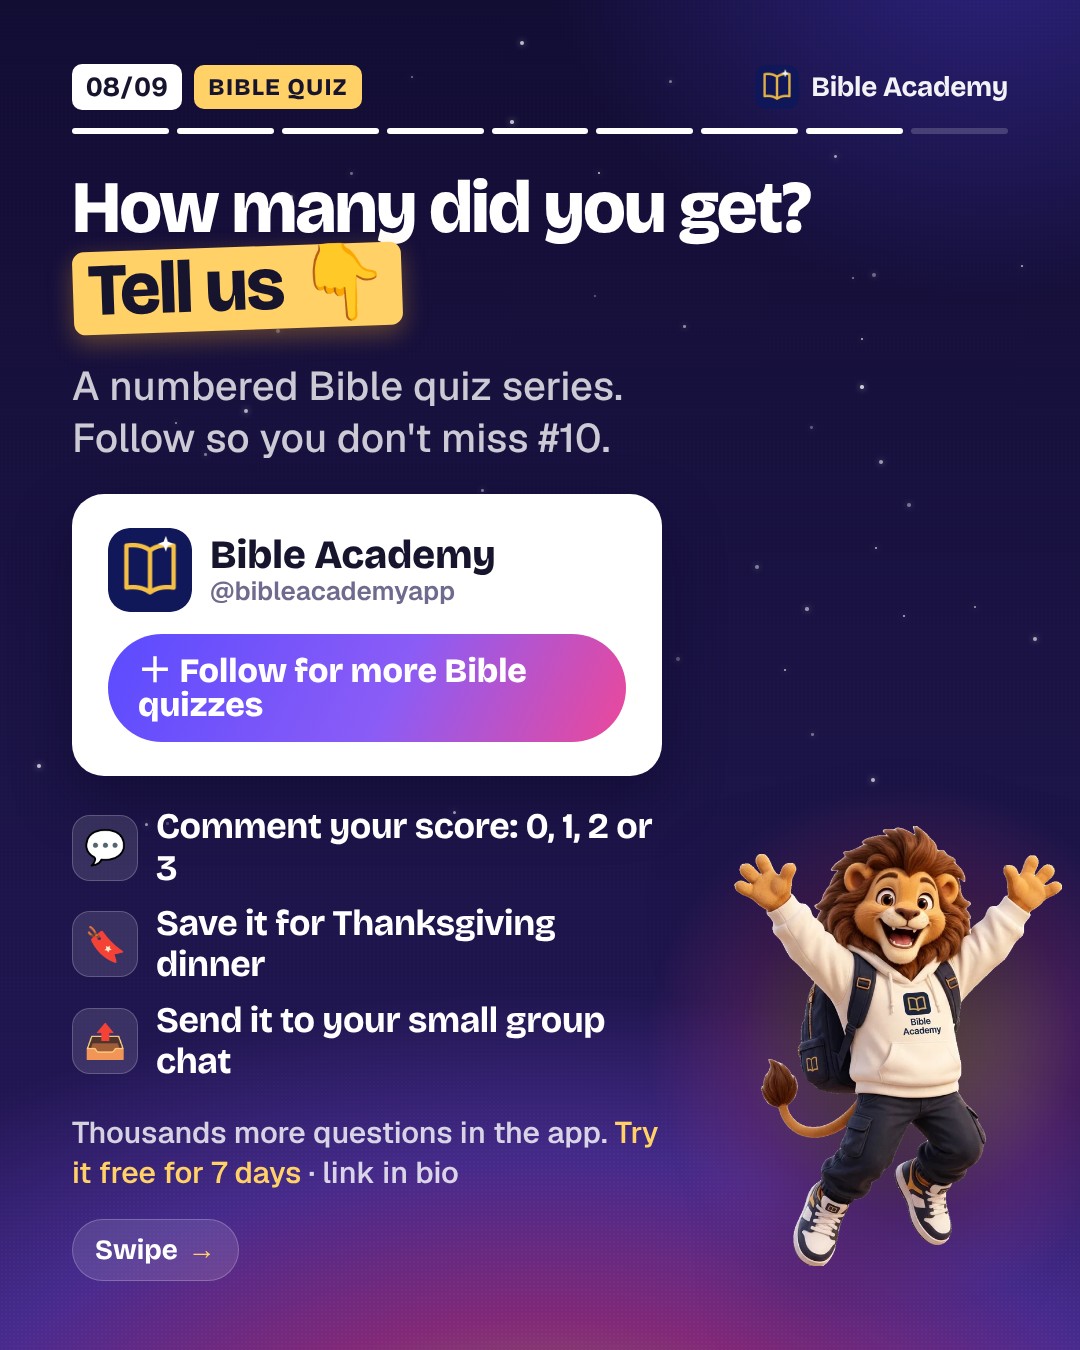 08/09 BIBLE QUIZ
Bible Academy
How many did you get?
Tell us 👇
A numbered Bible quiz series.
Follow so you don't miss #10.
Bible Academy
@bibleacademyapp
+ Follow for more Bible
quizzes
Comment your score: 0, 1, 2 or
3
Save it for Thanksgiving
dinner
Send it to your small group
chat
Bible
Academy
Thousands more questions in the app. Try
it free for 7 days · link in bio
Swipe →